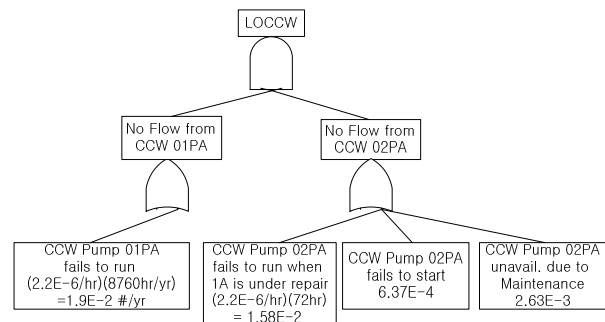 LOCCW
No Flow from
CCW 01PA
No Flow from
CCW 02PA
CCW Pump 01PA
fails to run
(2.2E-6/hr)(8760hr/yr)
=1.9E-2 #/yr
CCW Pump 02PA
fails to run when
1A is under repair
(2.2E-6/hr)(72hr)
= 1.58E-2
CCW Pump 02PA
fails to start
6.37E-4
CCW Pump 02PA
unavail. due to
Maintenance
2.63E-3